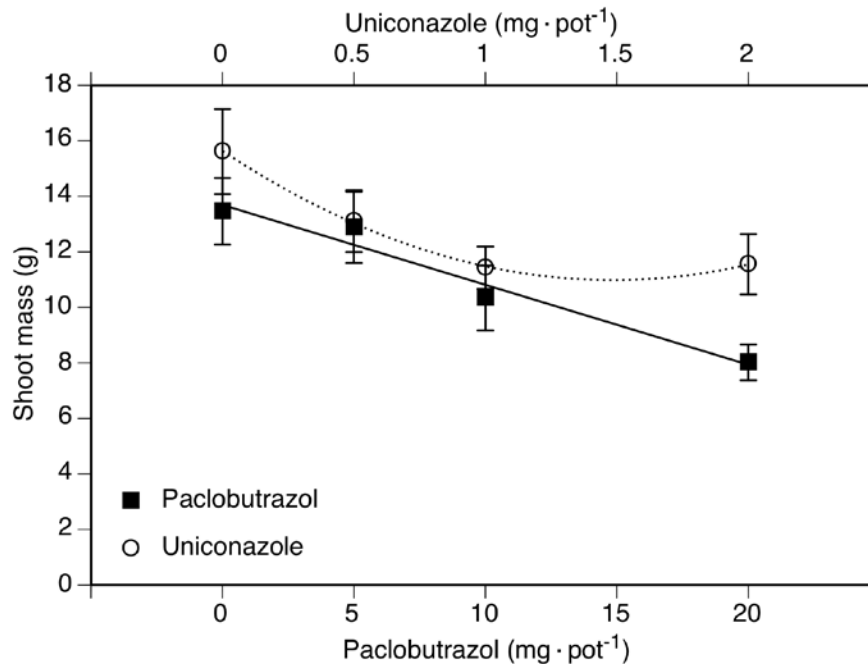 Uniconazole (mg · pot⁻¹)
0 0.5 1 1.5 2
18
16
14
12
10
8
6
4
2
0
Shoot mass (g)
Paclobutrazol
Uniconazole
0 5 10 15 20
Paclobutrazol (mg · pot⁻¹)